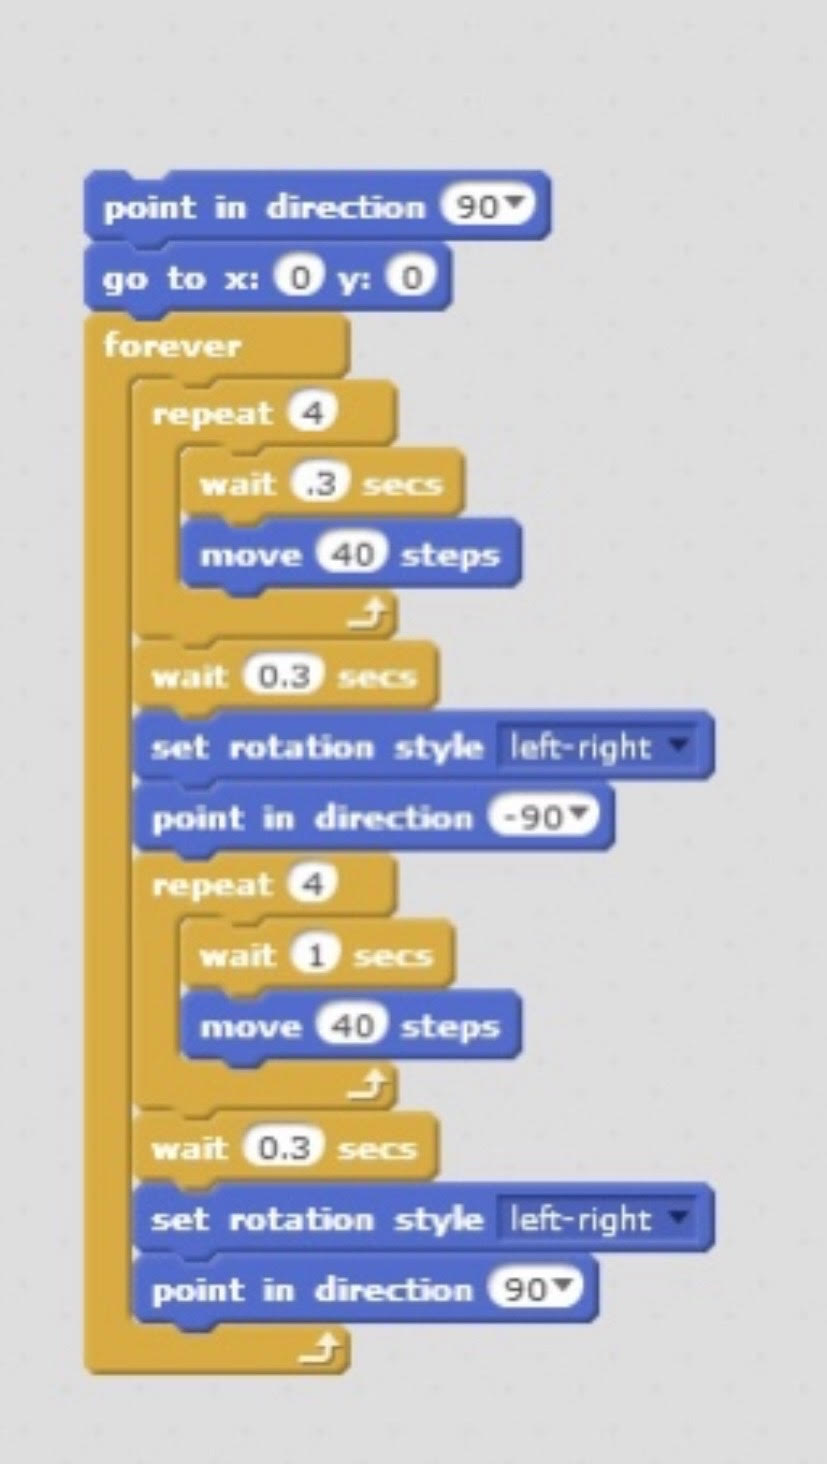 point in direction 90
go to x: 0 y: 0
forever
repeat 4
wait .3 secs
move 40 steps
wait 0.3 secs
set rotation style left-right
point in direction -90
repeat 4
wait 1 secs
move 40 steps
wait 0.3 secs
set rotation style left-right
point in direction 90